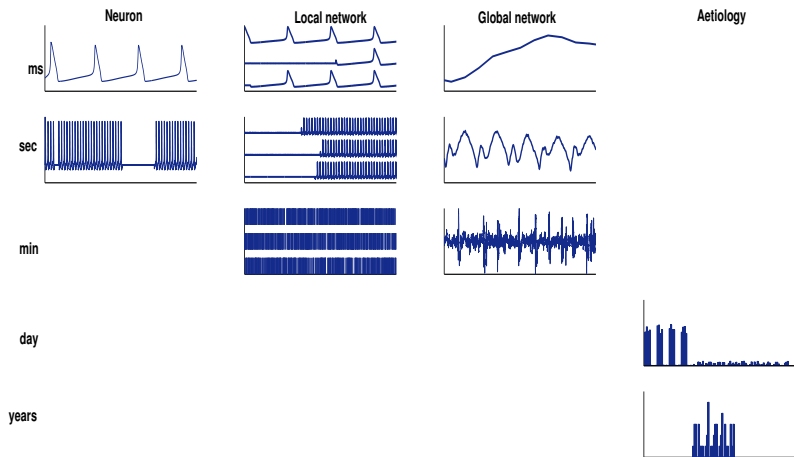 Neuron
Local network
Global network
Aetiology
ms
sec
min
day
years